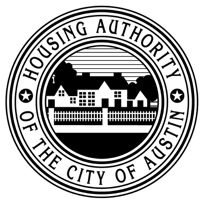 HOUSING AUTHORITY
OF THE CITY OF AUSTIN